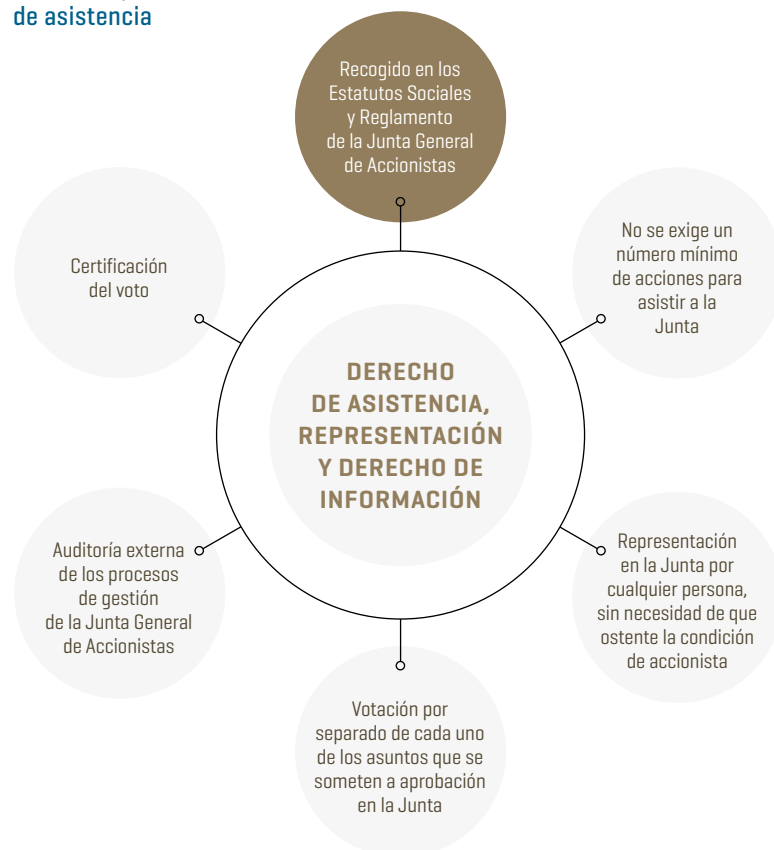 de asistencia
Recogido en los
Estatutos Sociales
y Reglamento
de la Junta General
de Accionistas
No se exige un
número mínimo
de acciones para
asistir a la
Junta
Certificación
del voto
DERECHO
DE ASISTENCIA,
REPRESENTACIÓN
Y DERECHO DE
INFORMACIÓN
Representación
en la Junta por
cualquier persona,
sin necesidad de que
ostente la condición
de accionista
Auditoría externa
de los procesos
de gestión
de la Junta General
de Accionistas
Votación por
separado de cada uno
de los asuntos que se
someten a aprobación
en la Junta